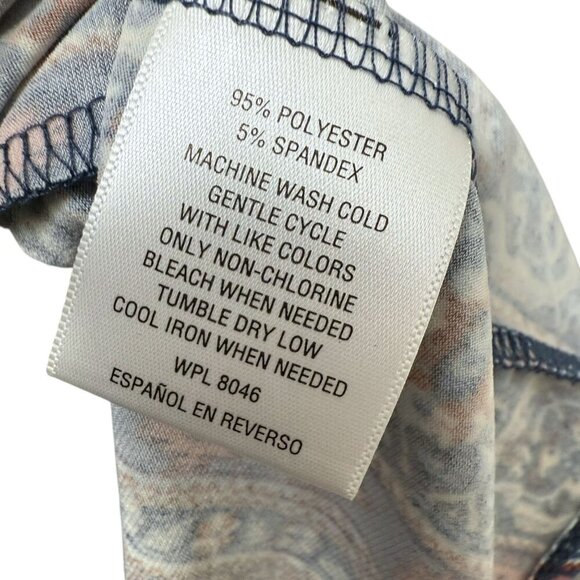 95% POLYESTER
5% SPANDEX
MACHINE WASH COLD
GENTLE CYCLE
WITH LIKE COLORS
ONLY NON-CHLORINE
BLEACH WHEN NEEDED
TUMBLE DRY LOW
COOL IRON WHEN NEEDED
WPL 8046
ESPAÑOL EN REVERSO